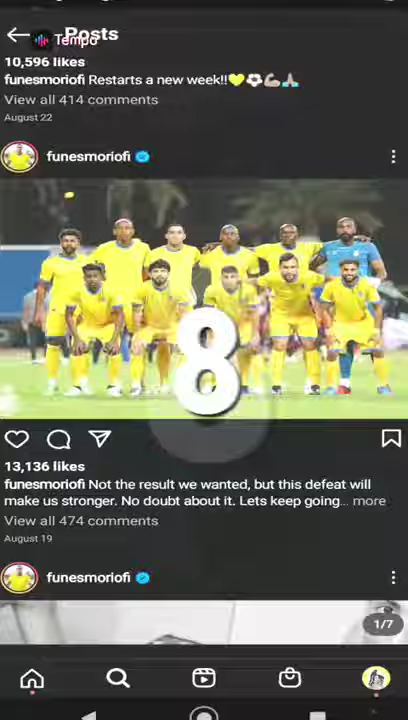 Posts
Tempo
10,596 likes
funesmoriofi Restarts a new week!!💛⚽💪🏼🙏🏼
View all 414 comments
August 22
funesmoriofi
8
13,136 likes
funesmoriofi Not the result we wanted, but this defeat will
make us stronger. No doubt about it. Lets keep going... more
View all 474 comments
August 19
funesmoriofi
1/7